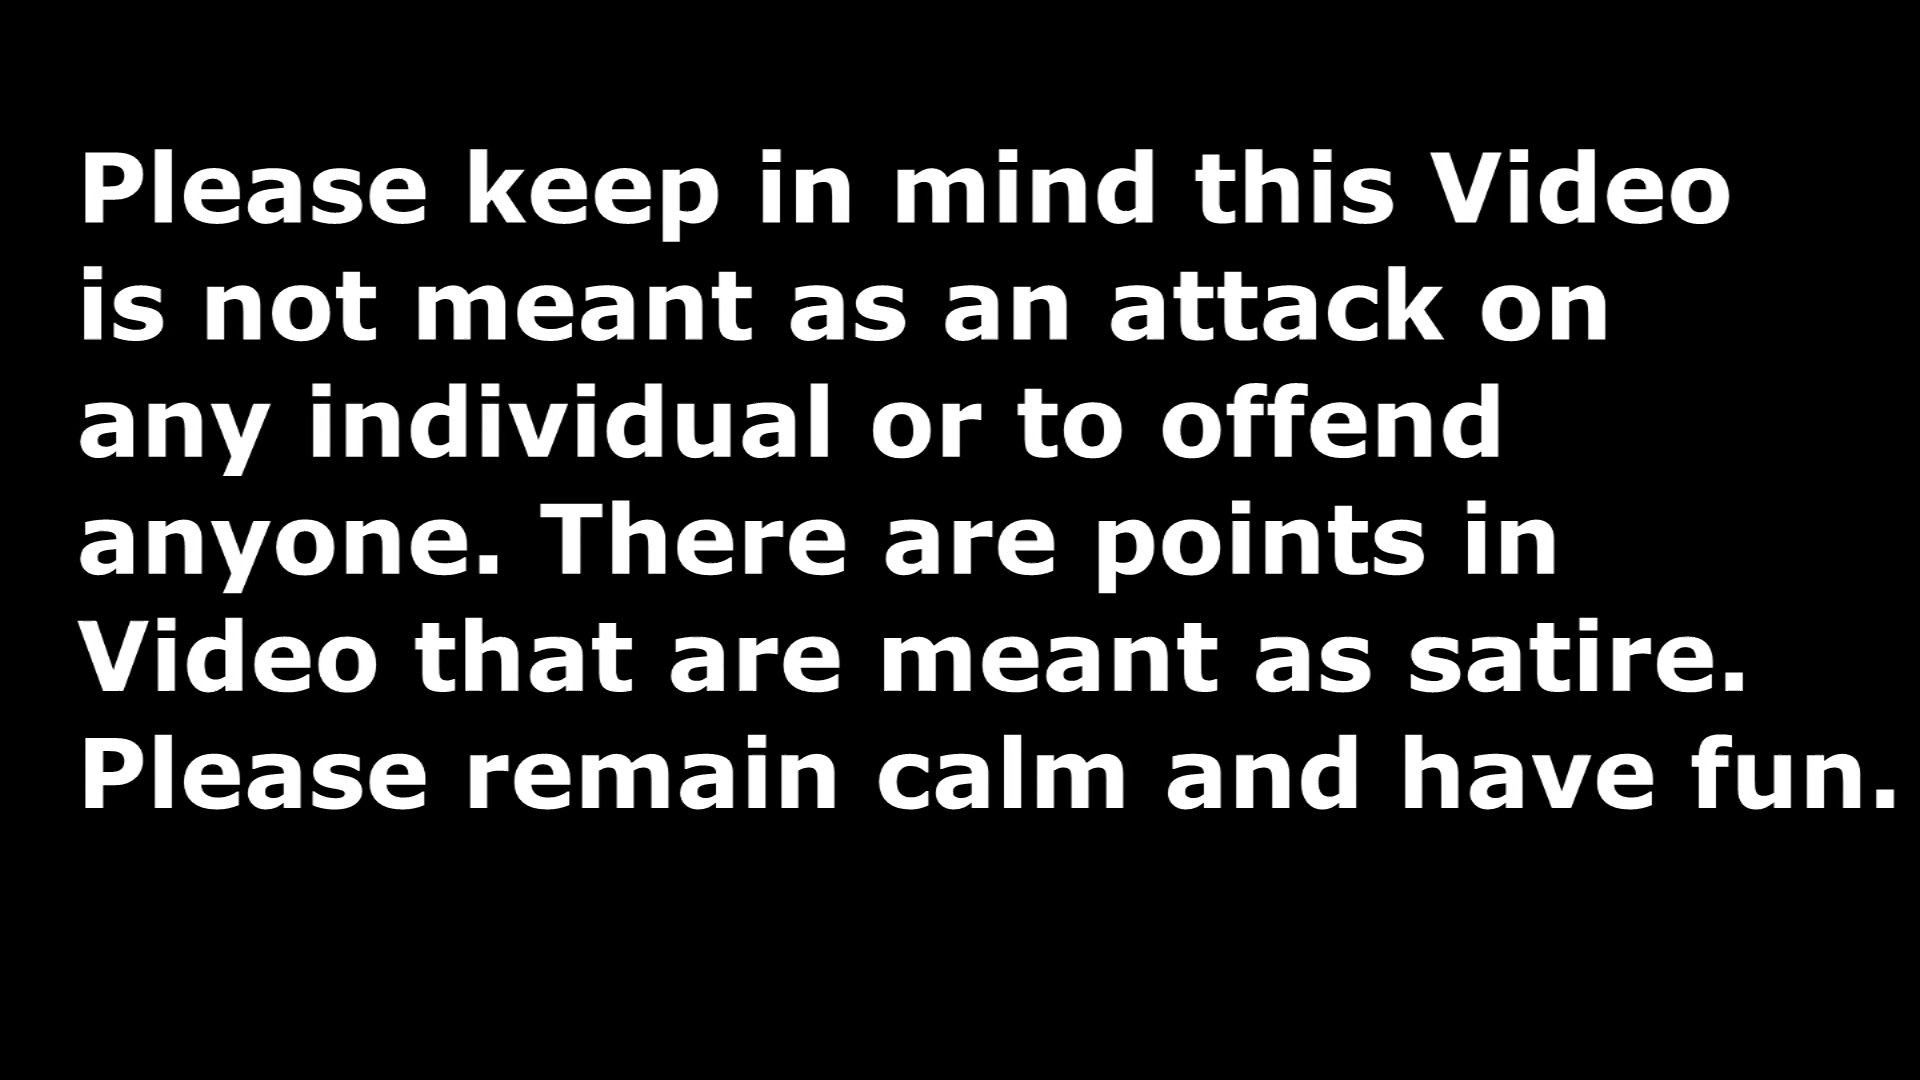 Please keep in mind this Video
is not meant as an attack on
any individual or to offend
anyone. There are points in
Video that are meant as satire.
Please remain calm and have fun.